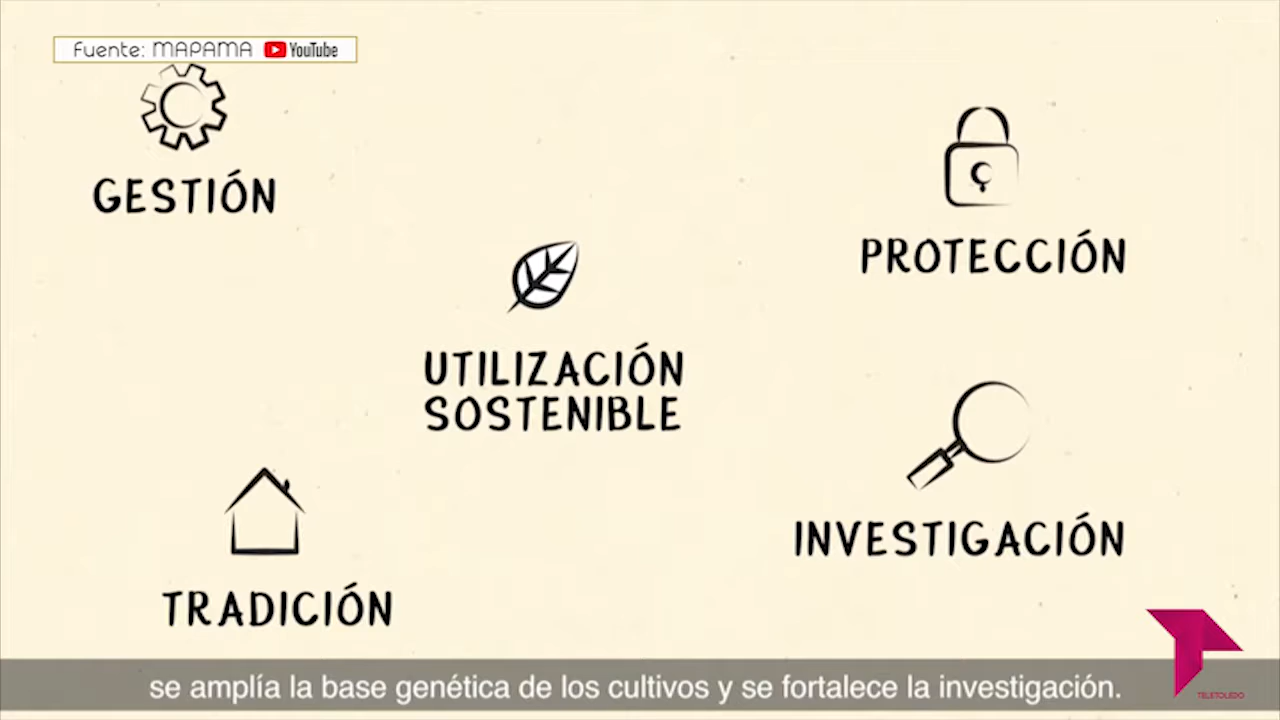 Fuente: MAPAMA YouTube
GESTIÓN
PROTECCIÓN
UTILIZACIÓN
SOSTENIBLE
INVESTIGACIÓN
TRADICIÓN
se amplía la base genética de los cultivos y se fortalece la investigación.
TELETOLEDO